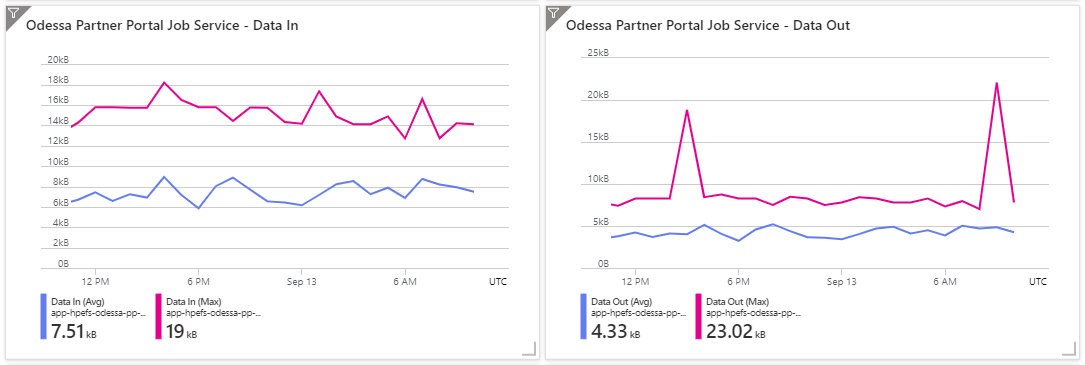 Odessa Partner Portal Job Service - Data In
20kB
18kB
16kB
14kB
12kB
10kB
8kB
6kB
4kB
2kB
0B
12 PM
6 PM
Sep 13
6 AM
UTC
Data In (Avg)
app-hpefs-odessa-pp-...
7.51 kB
Data In (Max)
app-hpefs-odessa-pp-...
19 kB
Odessa Partner Portal Job Service - Data Out
25kB
20kB
15kB
10kB
5kB
0B
12 PM
6 PM
Sep 13
6 AM
UTC
Data Out (Avg)
app-hpefs-odessa-pp-...
4.33 kB
Data Out (Max)
app-hpefs-odessa-pp-...
23.02 kB